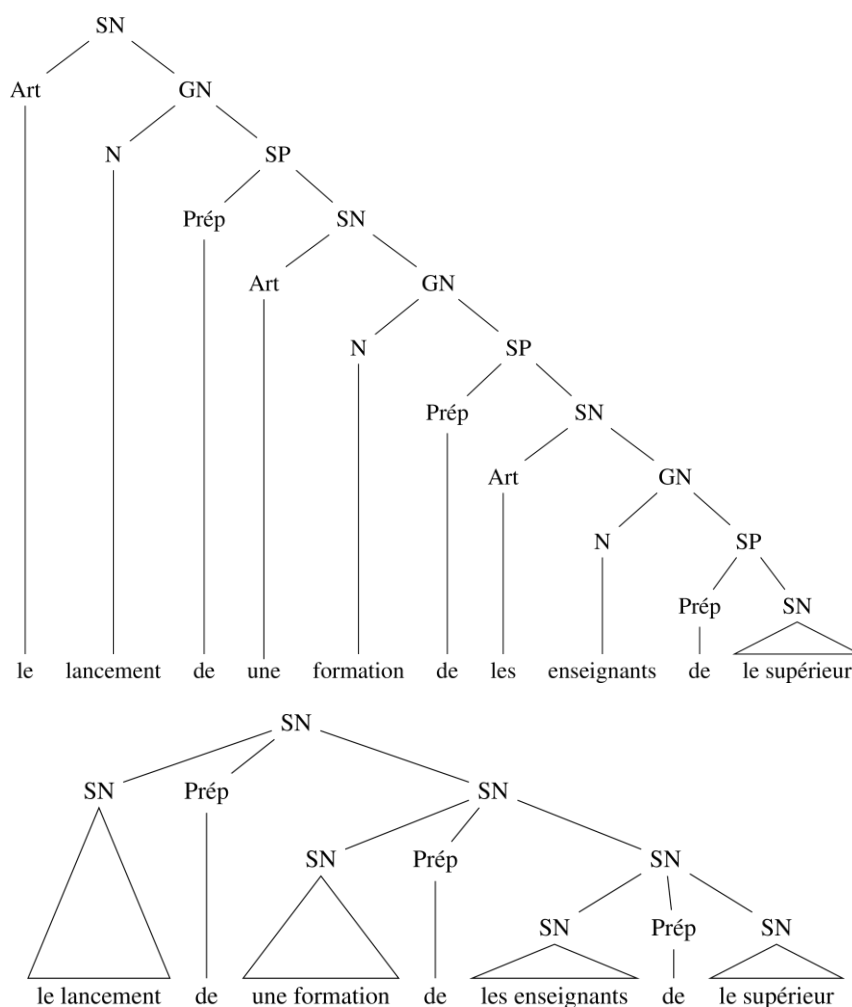 SN
Art GN
N SP
Prép SN
Art GN
N SP
Prép SN
Art GN
N SP
Prép SN
le lancement de une formation de les enseignants de le supérieur
SN
SN Prép SN
SN Prép SN
SN Prép SN
le lancement de une formation de les enseignants de le supérieur